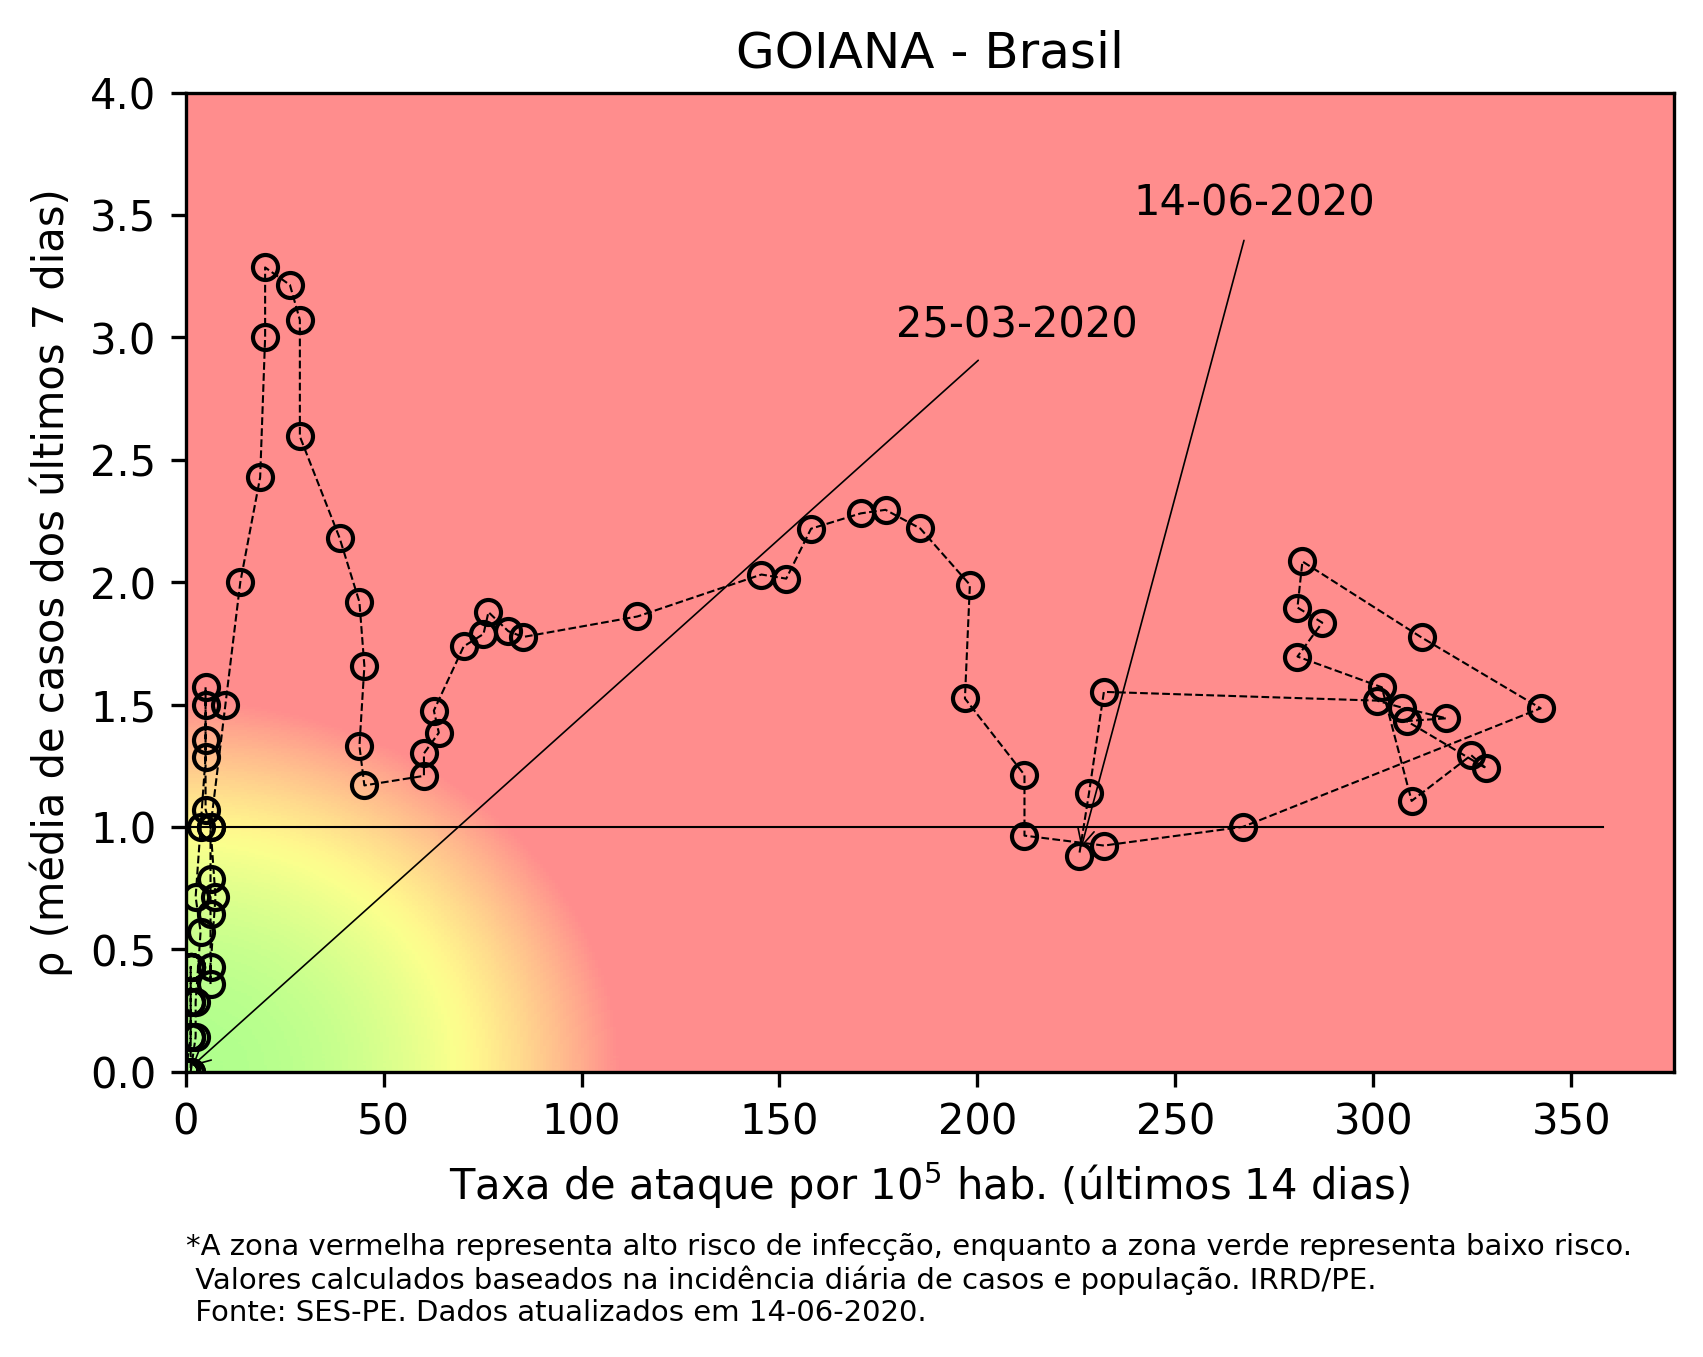 GOIANA - Brasil
4.0
3.5
3.0
2.5
2.0
1.5
1.0
0.5
0.0
ρ (média de casos dos últimos 7 dias)
14-06-2020
25-03-2020
0 50 100 150 200 250 300 350
Taxa de ataque por 10⁵ hab. (últimos 14 dias)
*A zona vermelha representa alto risco de infecção, enquanto a zona verde representa baixo risco.
Valores calculados baseados na incidência diária de casos e população. IRRD/PE.
Fonte: SES-PE. Dados atualizados em 14-06-2020.